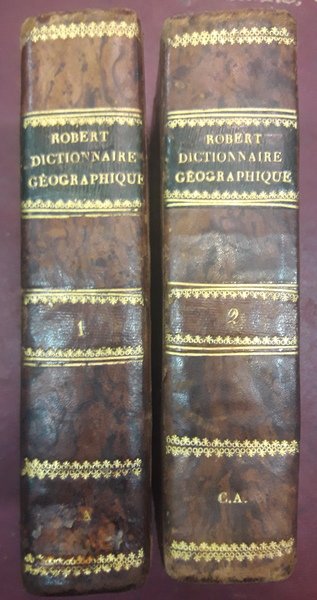 ROBERT
DICTIONNAIRE
GÉOGRAPHIQUE
1
A
ROBERT
DICTIONNAIRE
GÉOGRAPHIQUE
2
C.A.